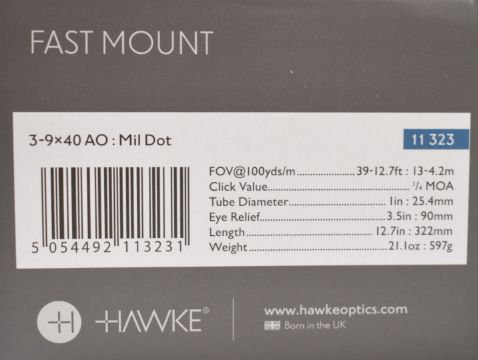 FAST MOUNT
3-9×40 AO : Mil Dot
11 323
FOV@100yds/m ........................ 39-12.7ft : 13-4.2m
Click Value ........................ ¼ MOA
Tube Diameter ........................ 1in : 25.4mm
Eye Relief ........................ 3.5in : 90mm
Length ........................ 12.7in : 322mm
Weight ........................ 21.1oz : 597g
5 054492 113231
HAWKE®
www.hawkeoptics.com
Born in the UK